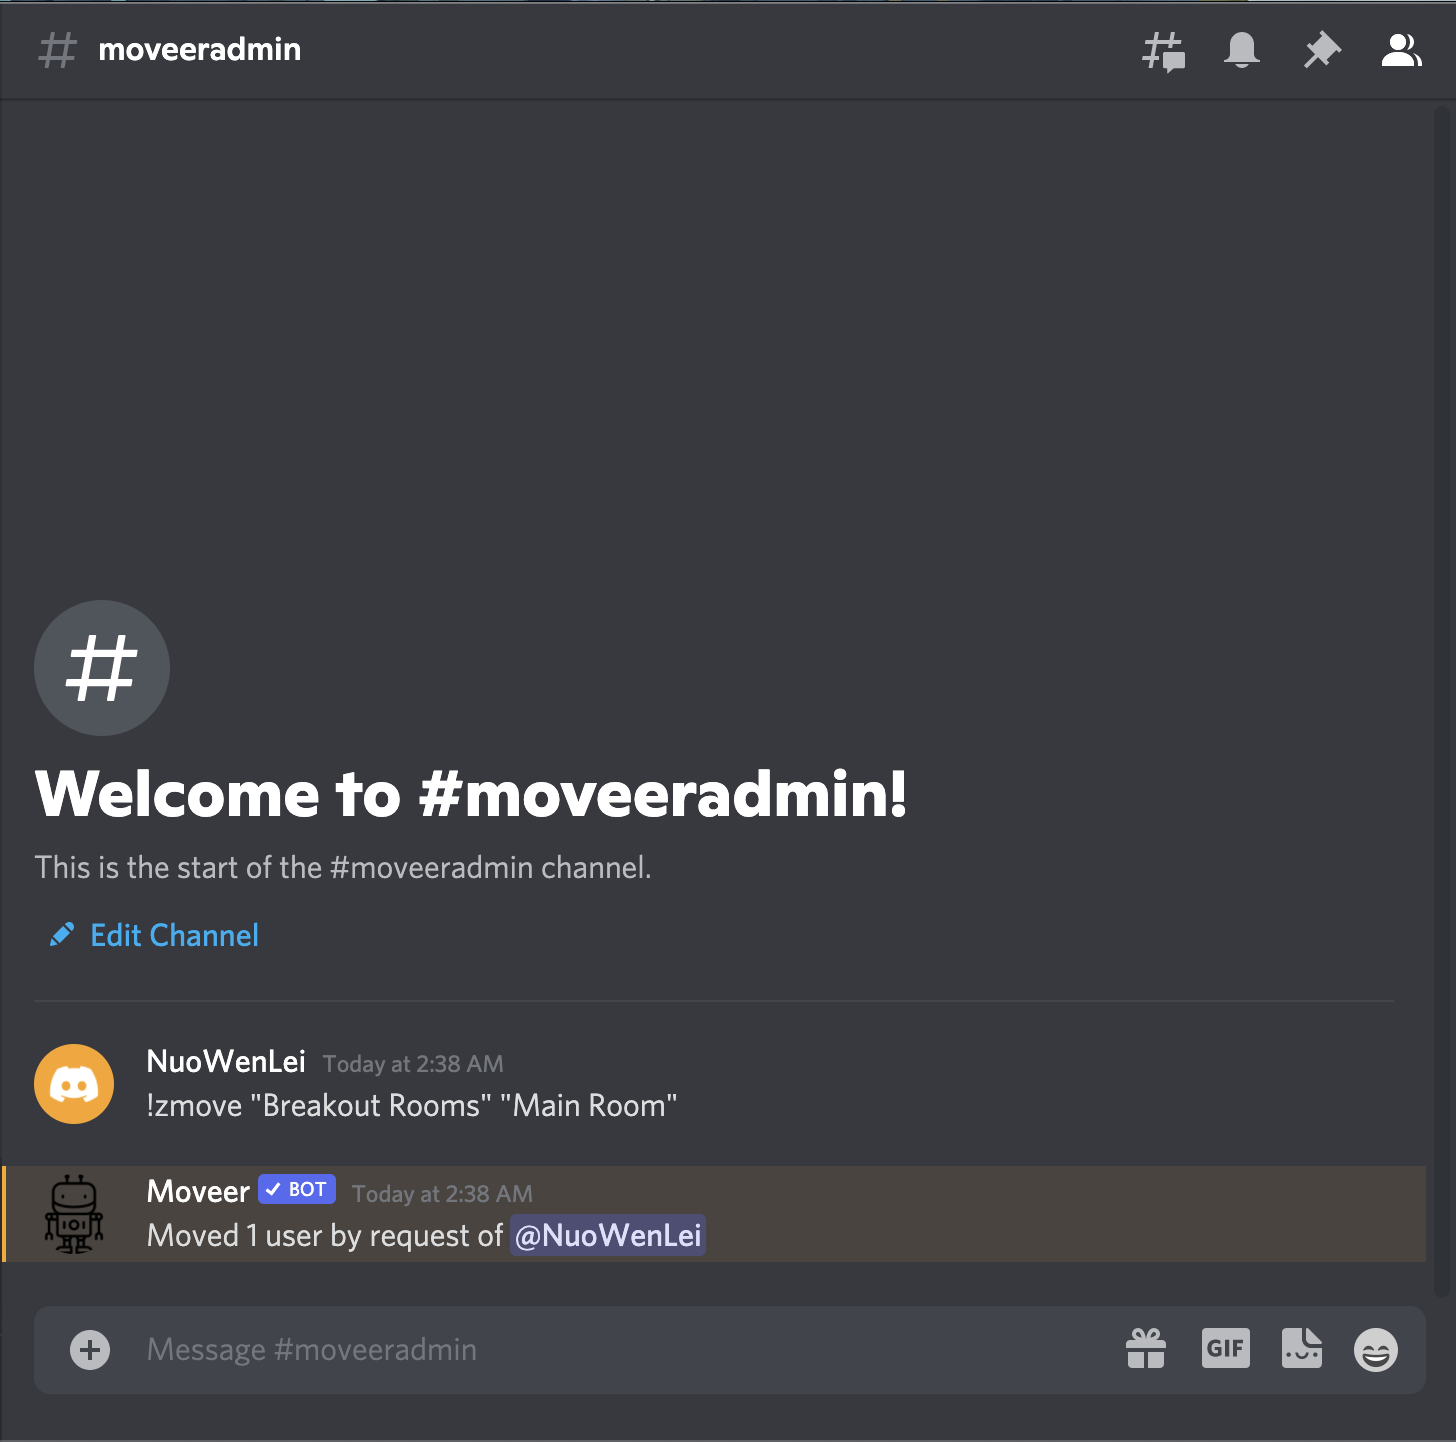 moveeradmin
Welcome to #moveeradmin!
This is the start of the #moveeradmin channel.
Edit Channel
NuoWenLei Today at 2:38 AM
!zmove "Breakout Rooms" "Main Room"
Moveer BOT Today at 2:38 AM
Moved 1 user by request of @NuoWenLei
Message #moveeradmin GIF